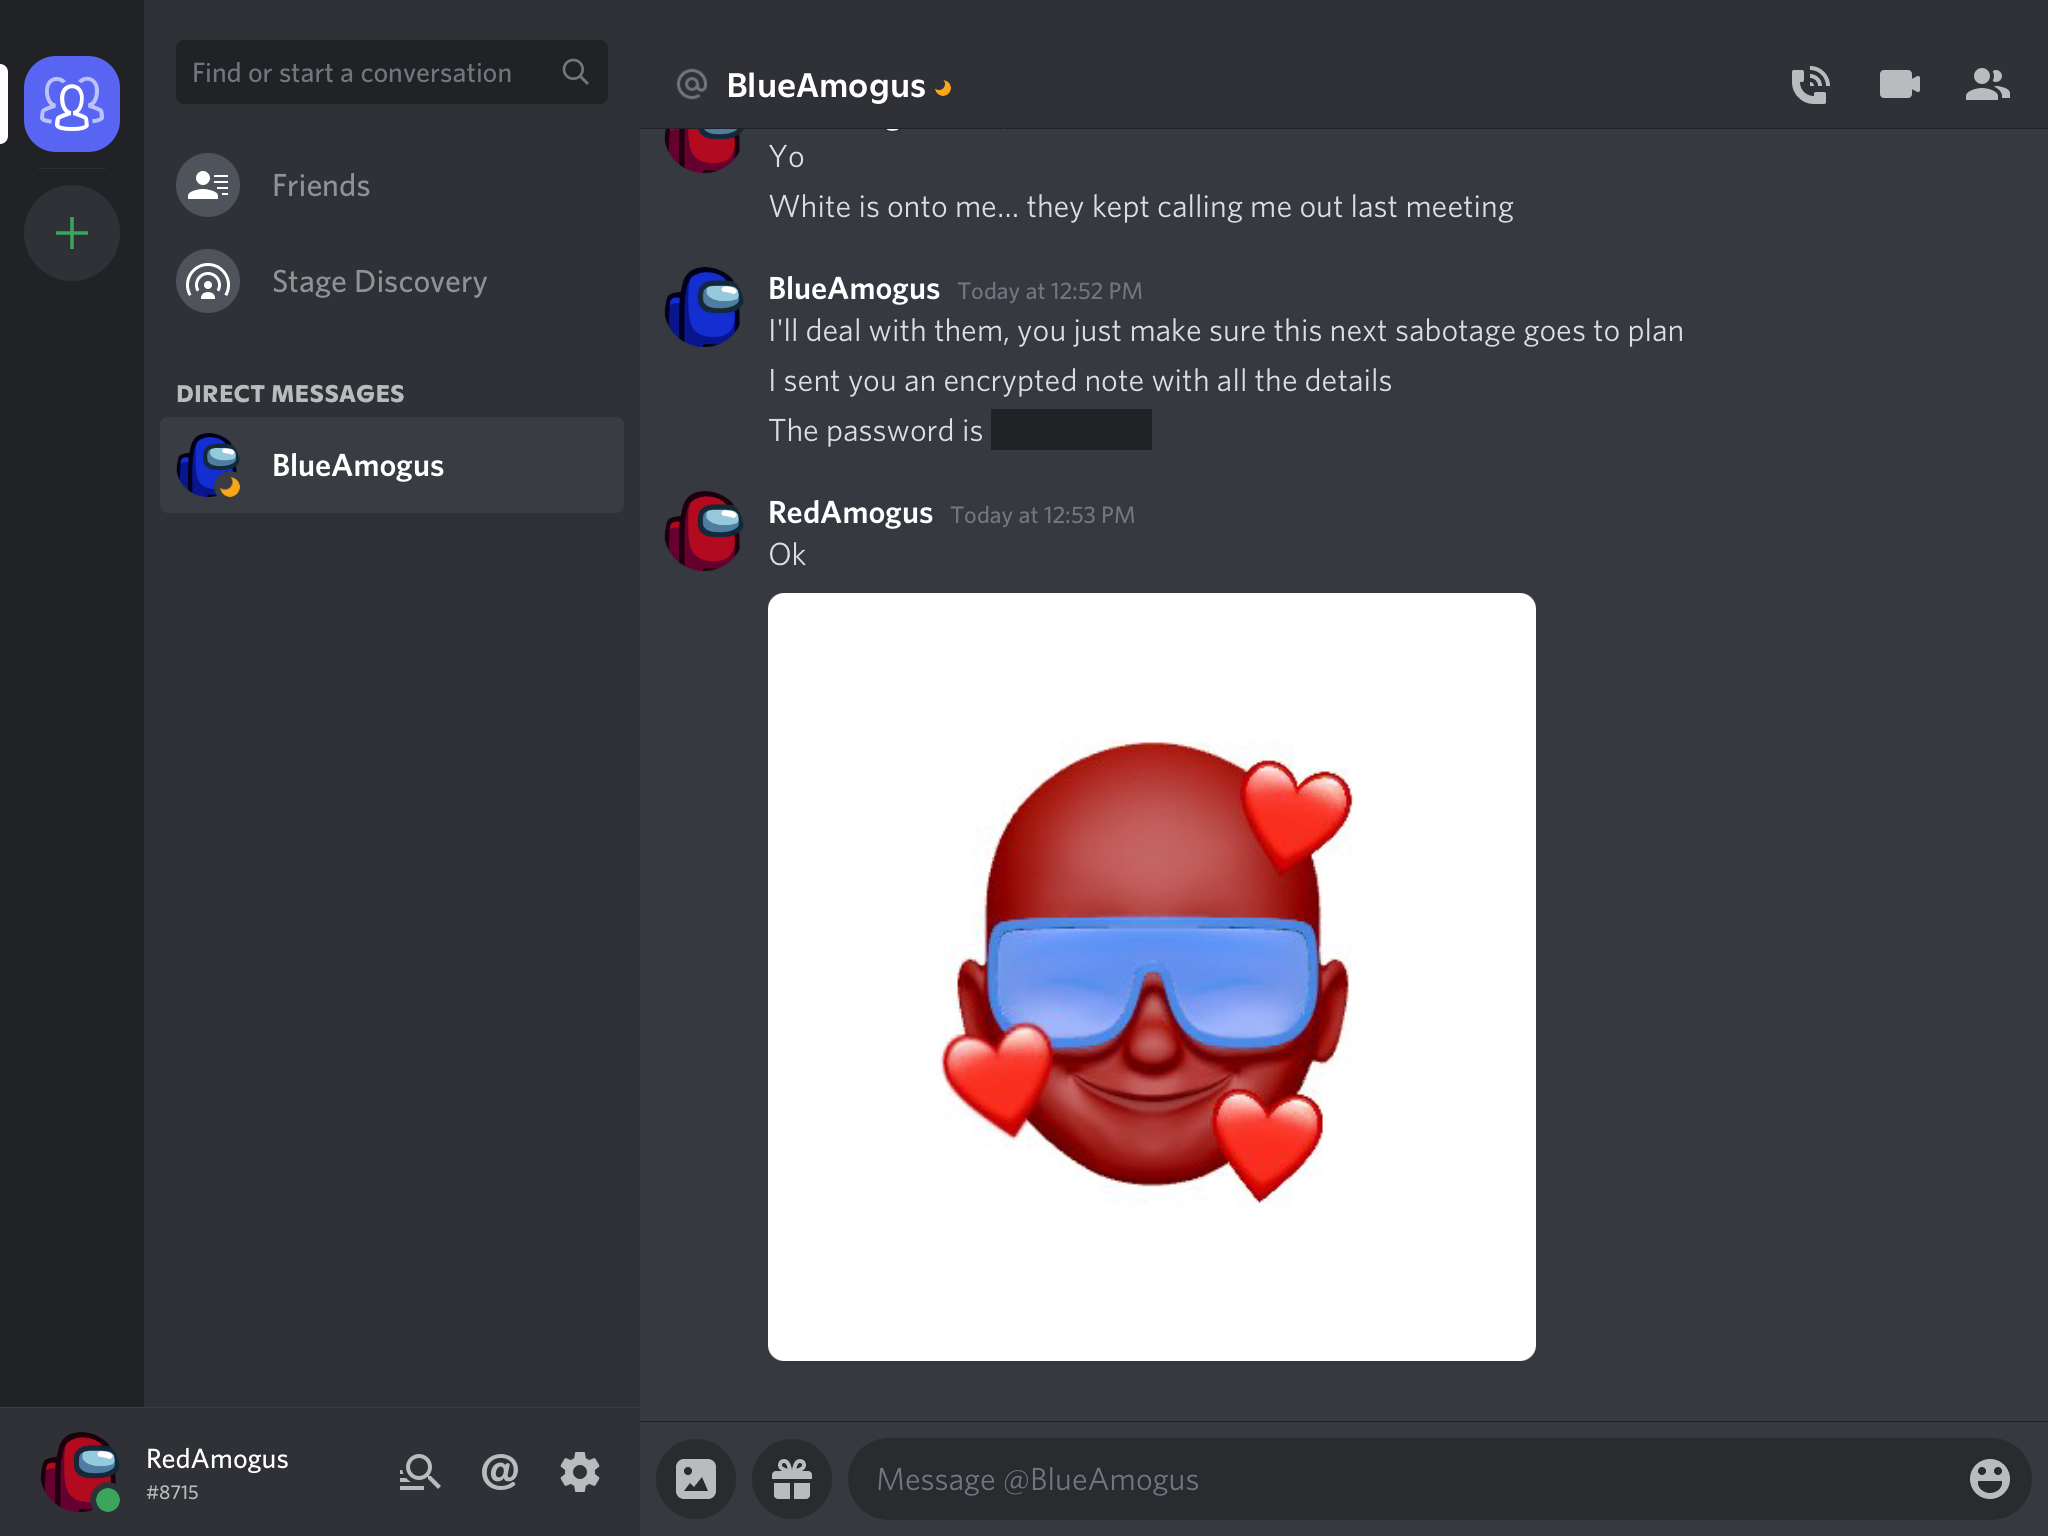 Find or start a conversation
Friends
Stage Discovery
DIRECT MESSAGES
BlueAmogus
RedAmogus
#8715
@ BlueAmogus
Yo
White is onto me... they kept calling me out last meeting
BlueAmogus Today at 12:52 PM
I'll deal with them, you just make sure this next sabotage goes to plan
I sent you an encrypted note with all the details
The password is
RedAmogus Today at 12:53 PM
Ok
Message @BlueAmogus